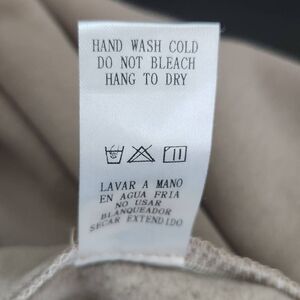 HAND WASH COLD
DO NOT BLEACH
HANG TO DRY
LAVAR A MANO
EN AGUA FRIA
NO USAR
BLANQUEADOR
SECAR EXTENDIDO